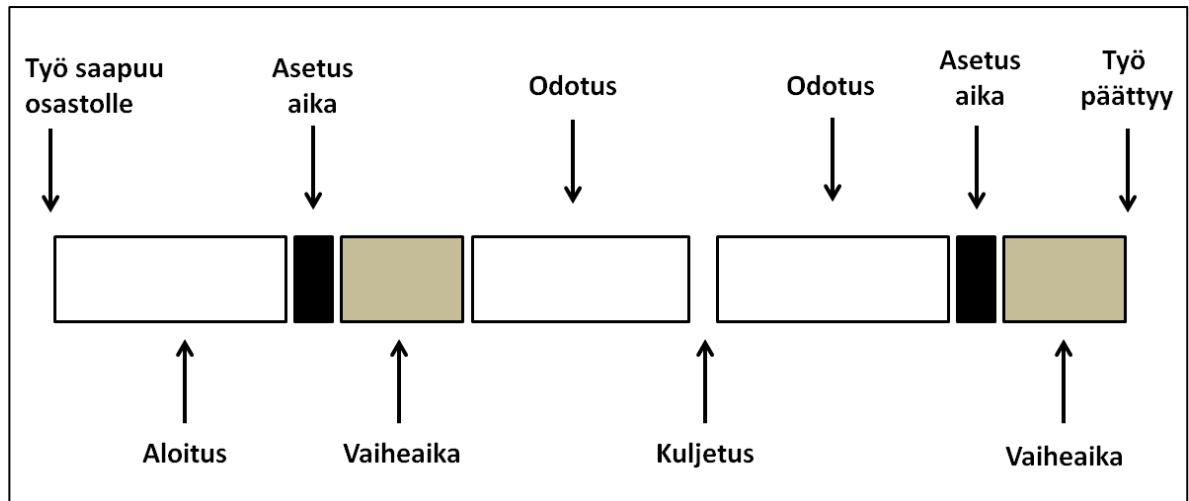 Työ saapuu
osastolle
Asetus
aika
Odotus
Odotus
Asetus
aika
Työ
päättyy
Aloitus
Vaiheaika
Kuljetus
Vaiheaika